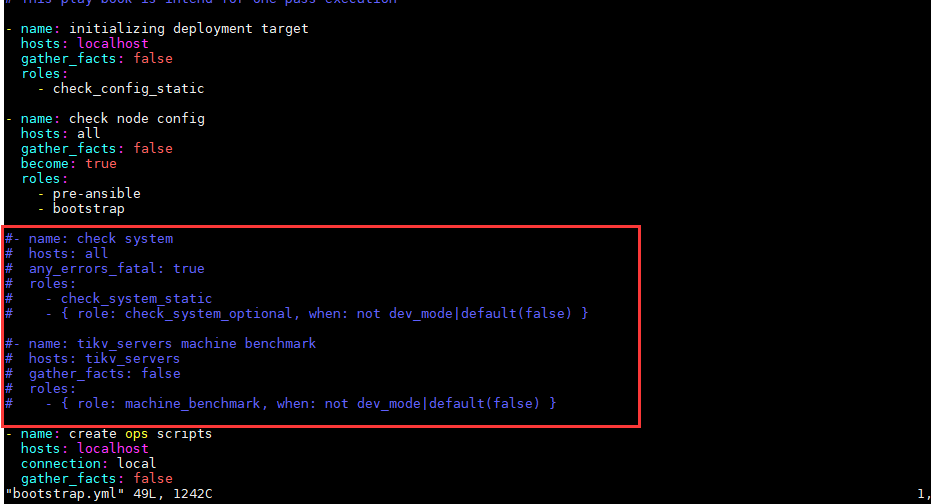 # This play-book is intend for one-pass execution
- name: initializing deployment target
  hosts: localhost
  gather_facts: false
  roles:
    - check_config_static
- name: check node config
  hosts: all
  gather_facts: false
  become: true
  roles:
    - pre-ansible
    - bootstrap
#- name: check system
#  hosts: all
#  any_errors_fatal: true
#  roles:
#    - check_system_static
#    - { role: check_system_optional, when: not dev_mode|default(false) }
#- name: tikv_servers machine benchmark
#  hosts: tikv_servers
#  gather_facts: false
#  roles:
#    - { role: machine_benchmark, when: not dev_mode|default(false) }
- name: create ops scripts
  hosts: localhost
  connection: local
  gather_facts: false
"bootstrap.yml" 49L, 1242C 1,